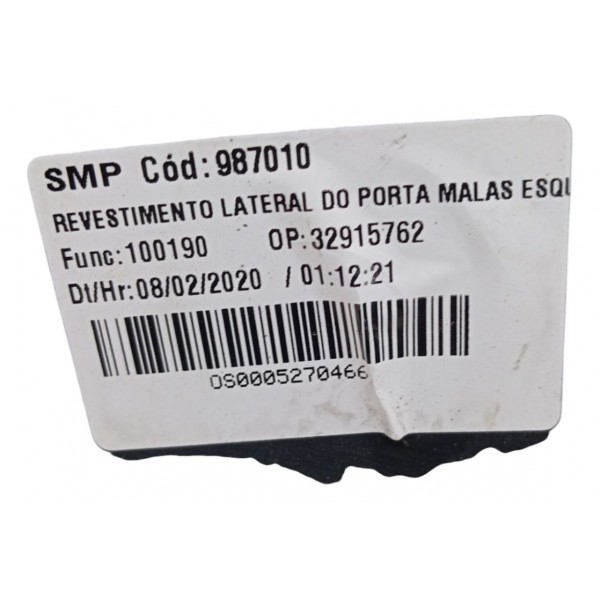 SMP Cód:987010
REVESTIMENTO LATERAL DO PORTA MALAS ESQU
Func:100190 OP:32915762
Dt/Hr:08/02/2020 /01:12:21
OS0005270466